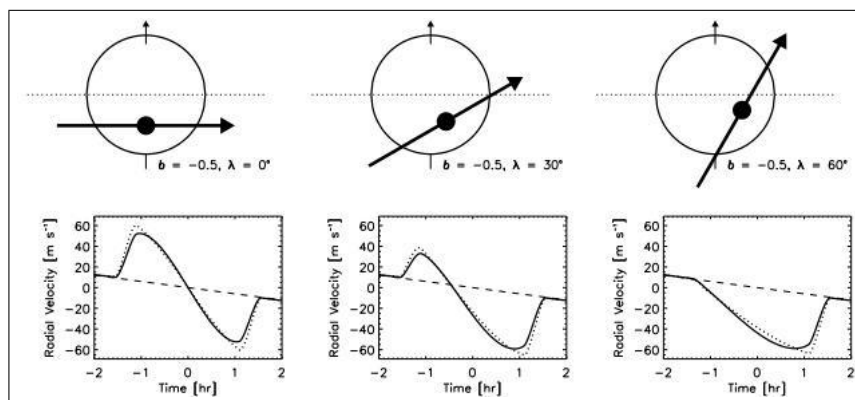 b = −0.5, λ = 0°
b = −0.5, λ = 30°
b = −0.5, λ = 60°
Radial Velocity [m s⁻¹]
60
40
20
0
−20
−40
−60
−2 −1 0 1 2
Time [hr]
Radial Velocity [m s⁻¹]
60
40
20
0
−20
−40
−60
−2 −1 0 1 2
Time [hr]
Radial Velocity [m s⁻¹]
60
40
20
0
−20
−40
−60
−2 −1 0 1 2
Time [hr]